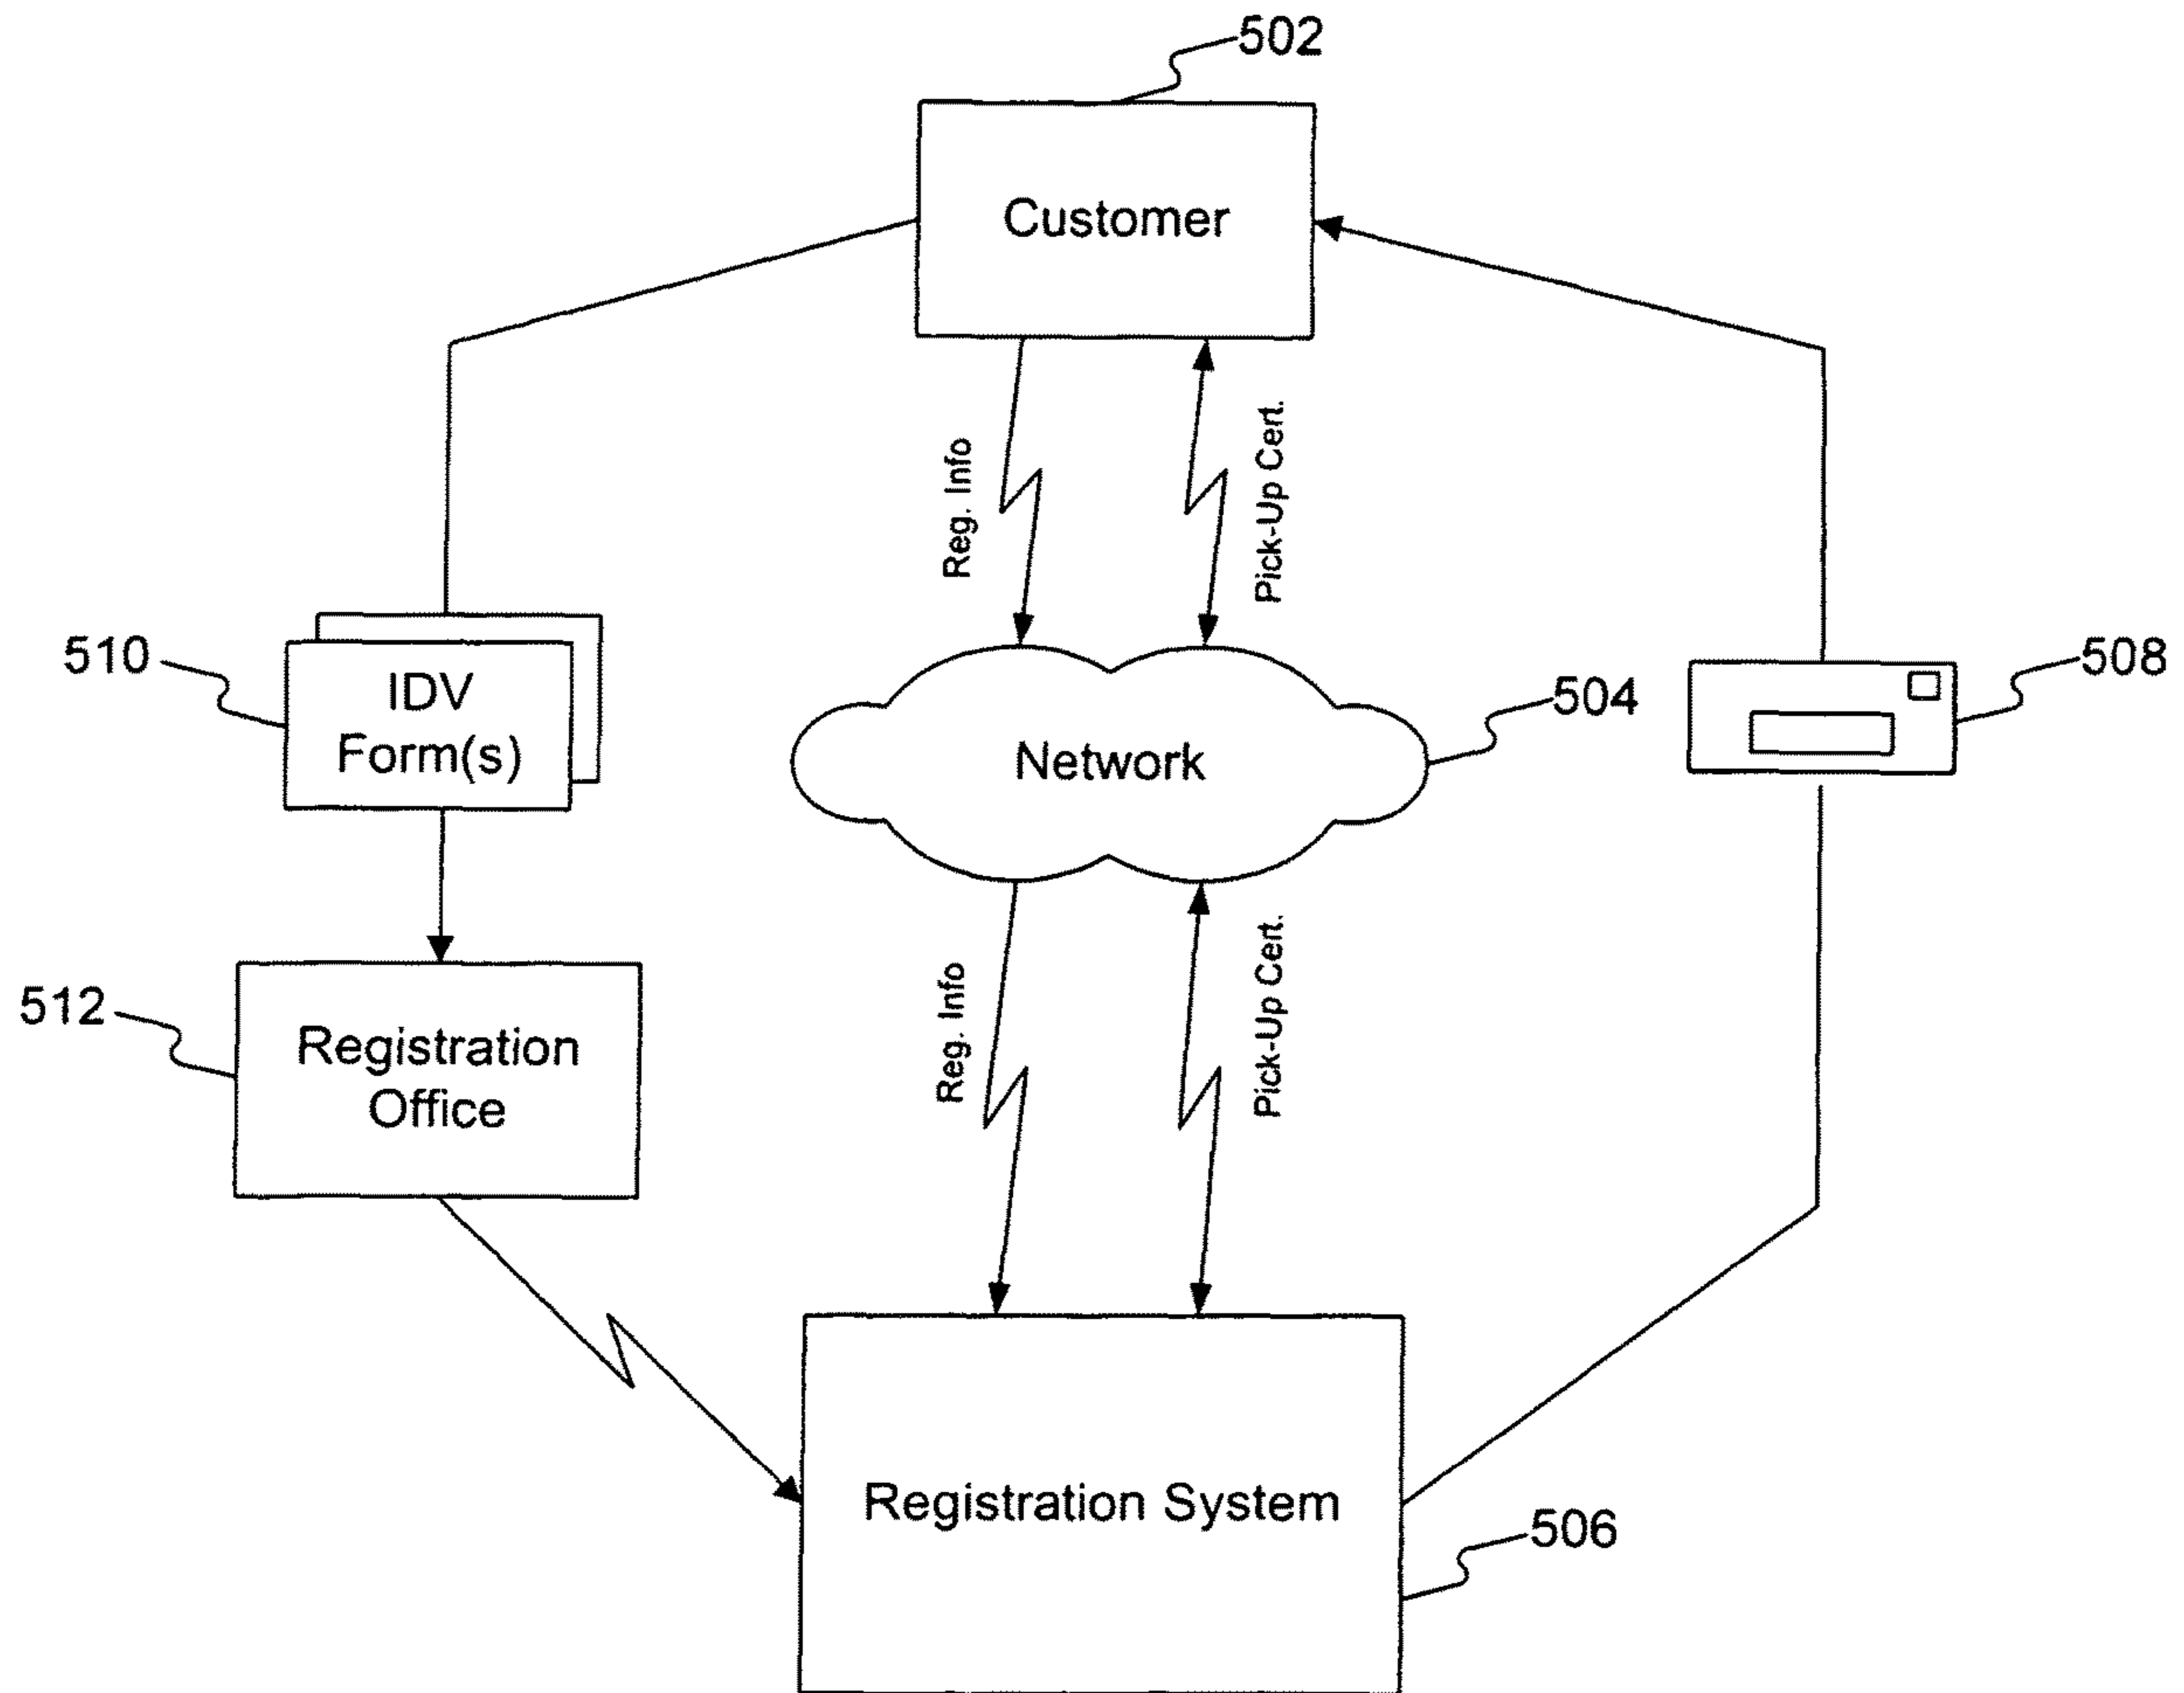 502
Customer
Reg. Info
Pick-Up Cert.
510
IDV
Form(s)
Network
504
508
512
Registration
Office
Reg. Info
Pick-Up Cert.
Registration System
506